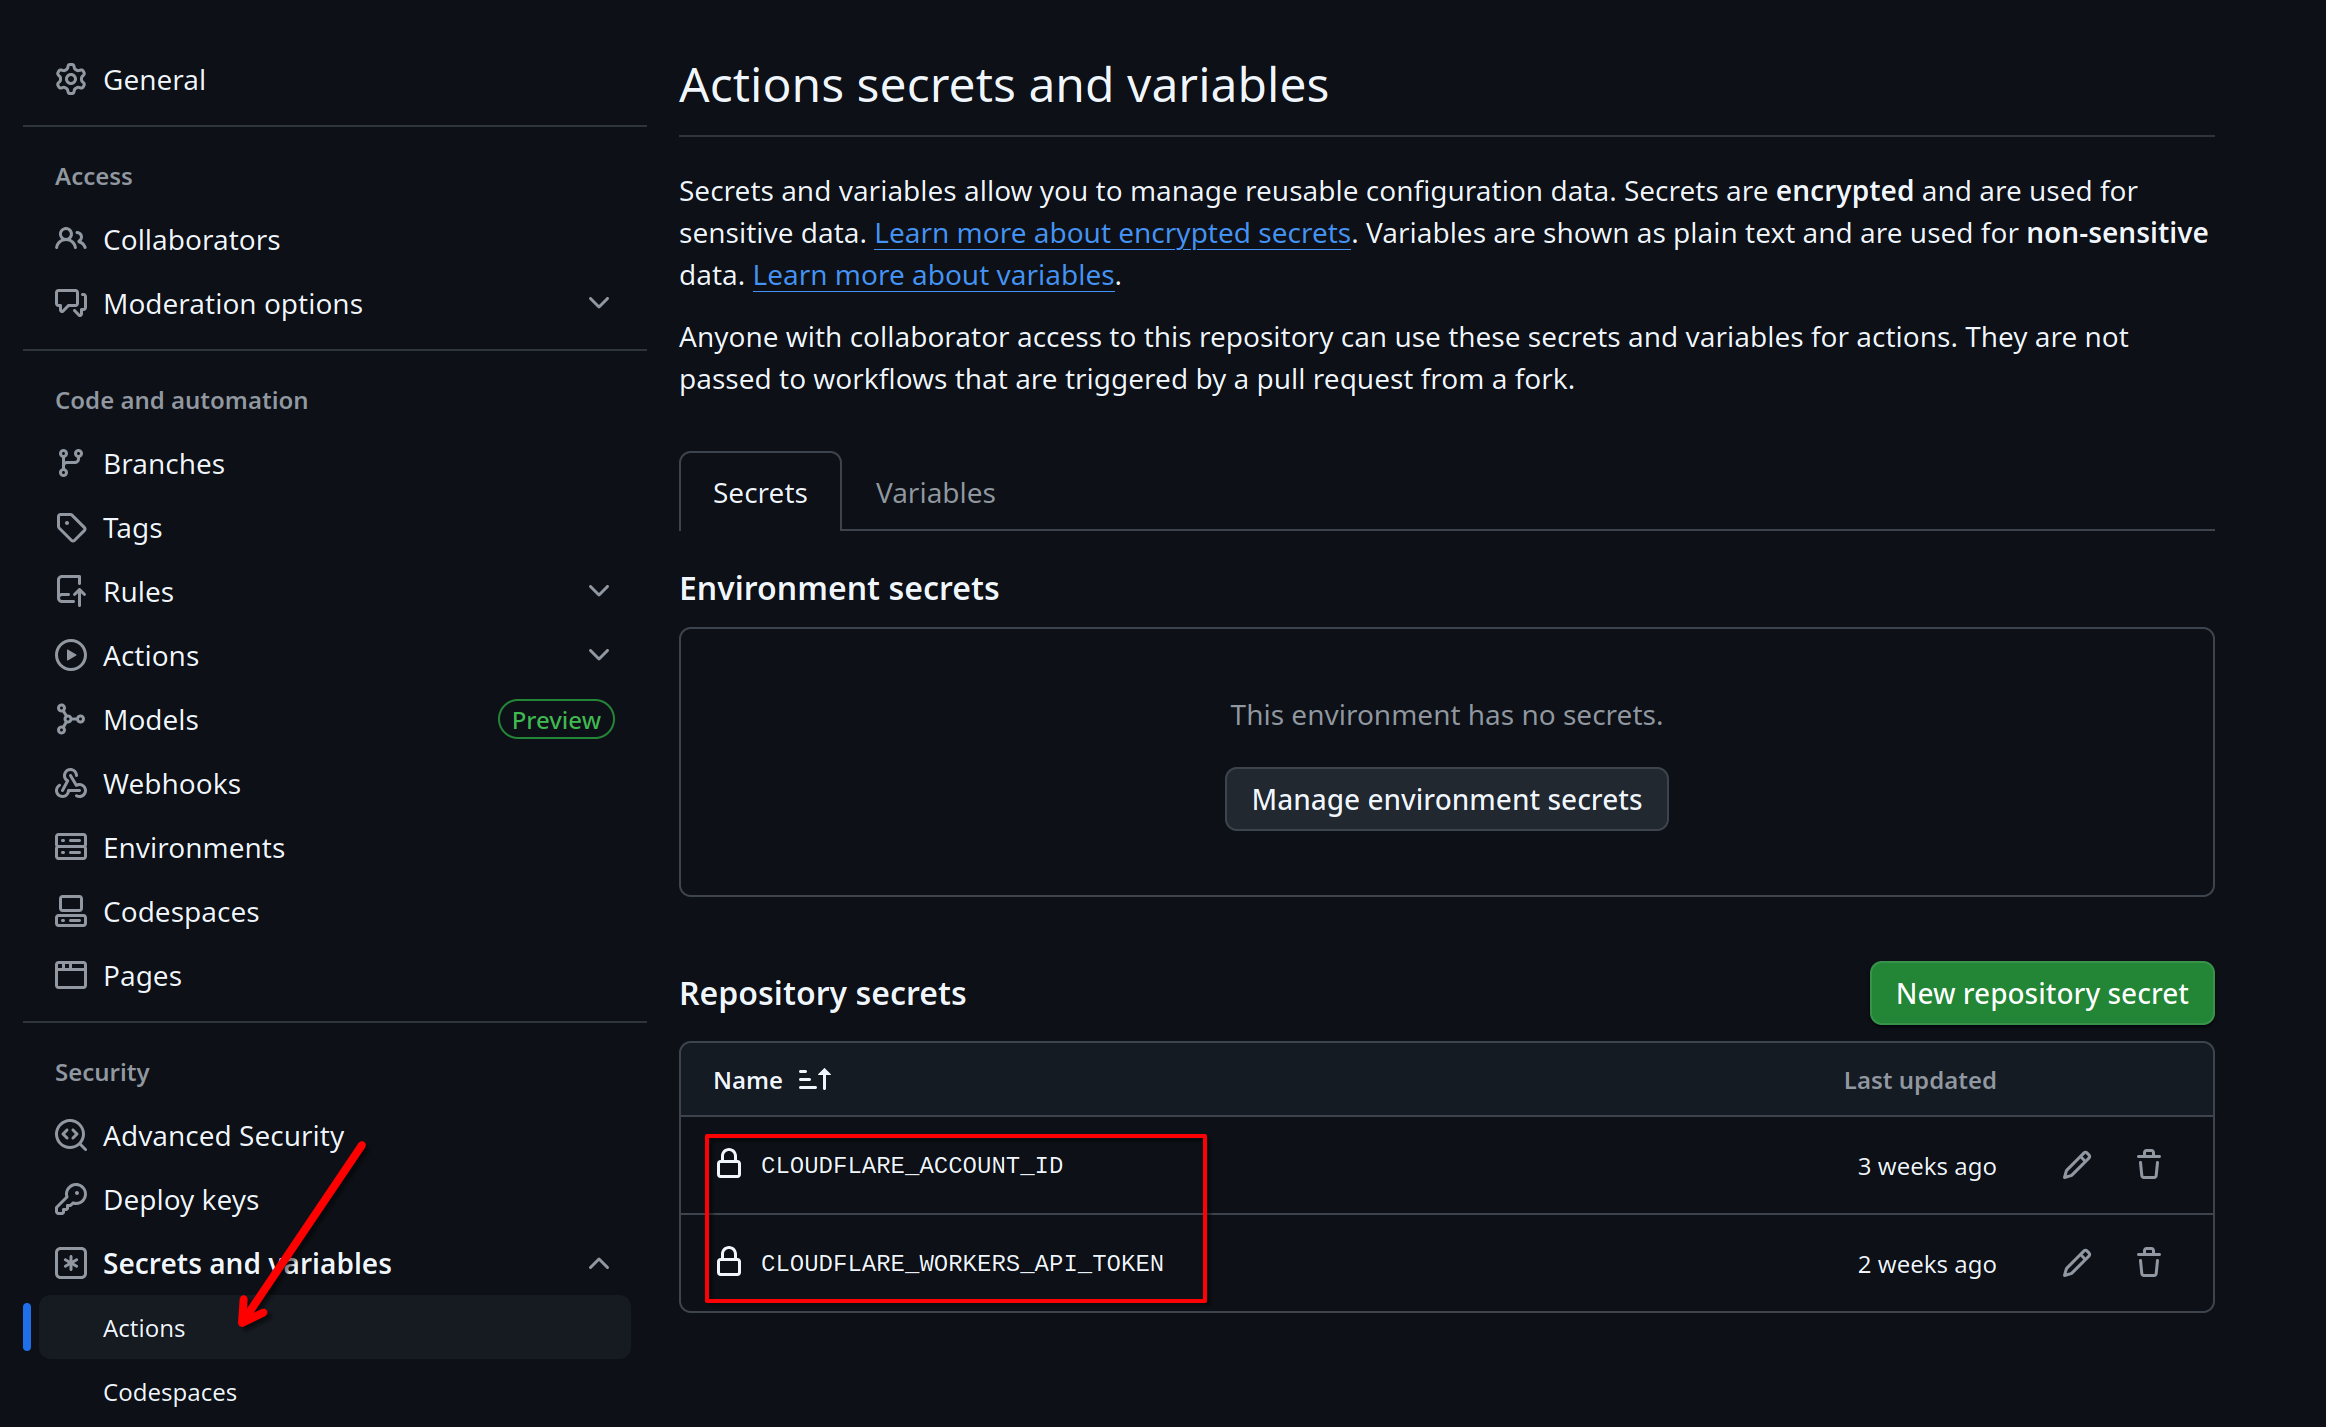 General
Access
Collaborators
Moderation options
Code and automation
Branches
Tags
Rules
Actions
Models
Preview
Webhooks
Environments
Codespaces
Pages
Security
Advanced Security
Deploy keys
Secrets and variables
Actions
Codespaces
Actions secrets and variables
Secrets and variables allow you to manage reusable configuration data. Secrets are encrypted and are used for
sensitive data. Learn more about encrypted secrets. Variables are shown as plain text and are used for non-sensitive
data. Learn more about variables.
Anyone with collaborator access to this repository can use these secrets and variables for actions. They are not
passed to workflows that are triggered by a pull request from a fork.
Secrets
Variables
Environment secrets
This environment has no secrets.
Manage environment secrets
Repository secrets
New repository secret
Name
Last updated
CLOUDFLARE_ACCOUNT_ID
3 weeks ago
CLOUDFLARE_WORKERS_API_TOKEN
2 weeks ago